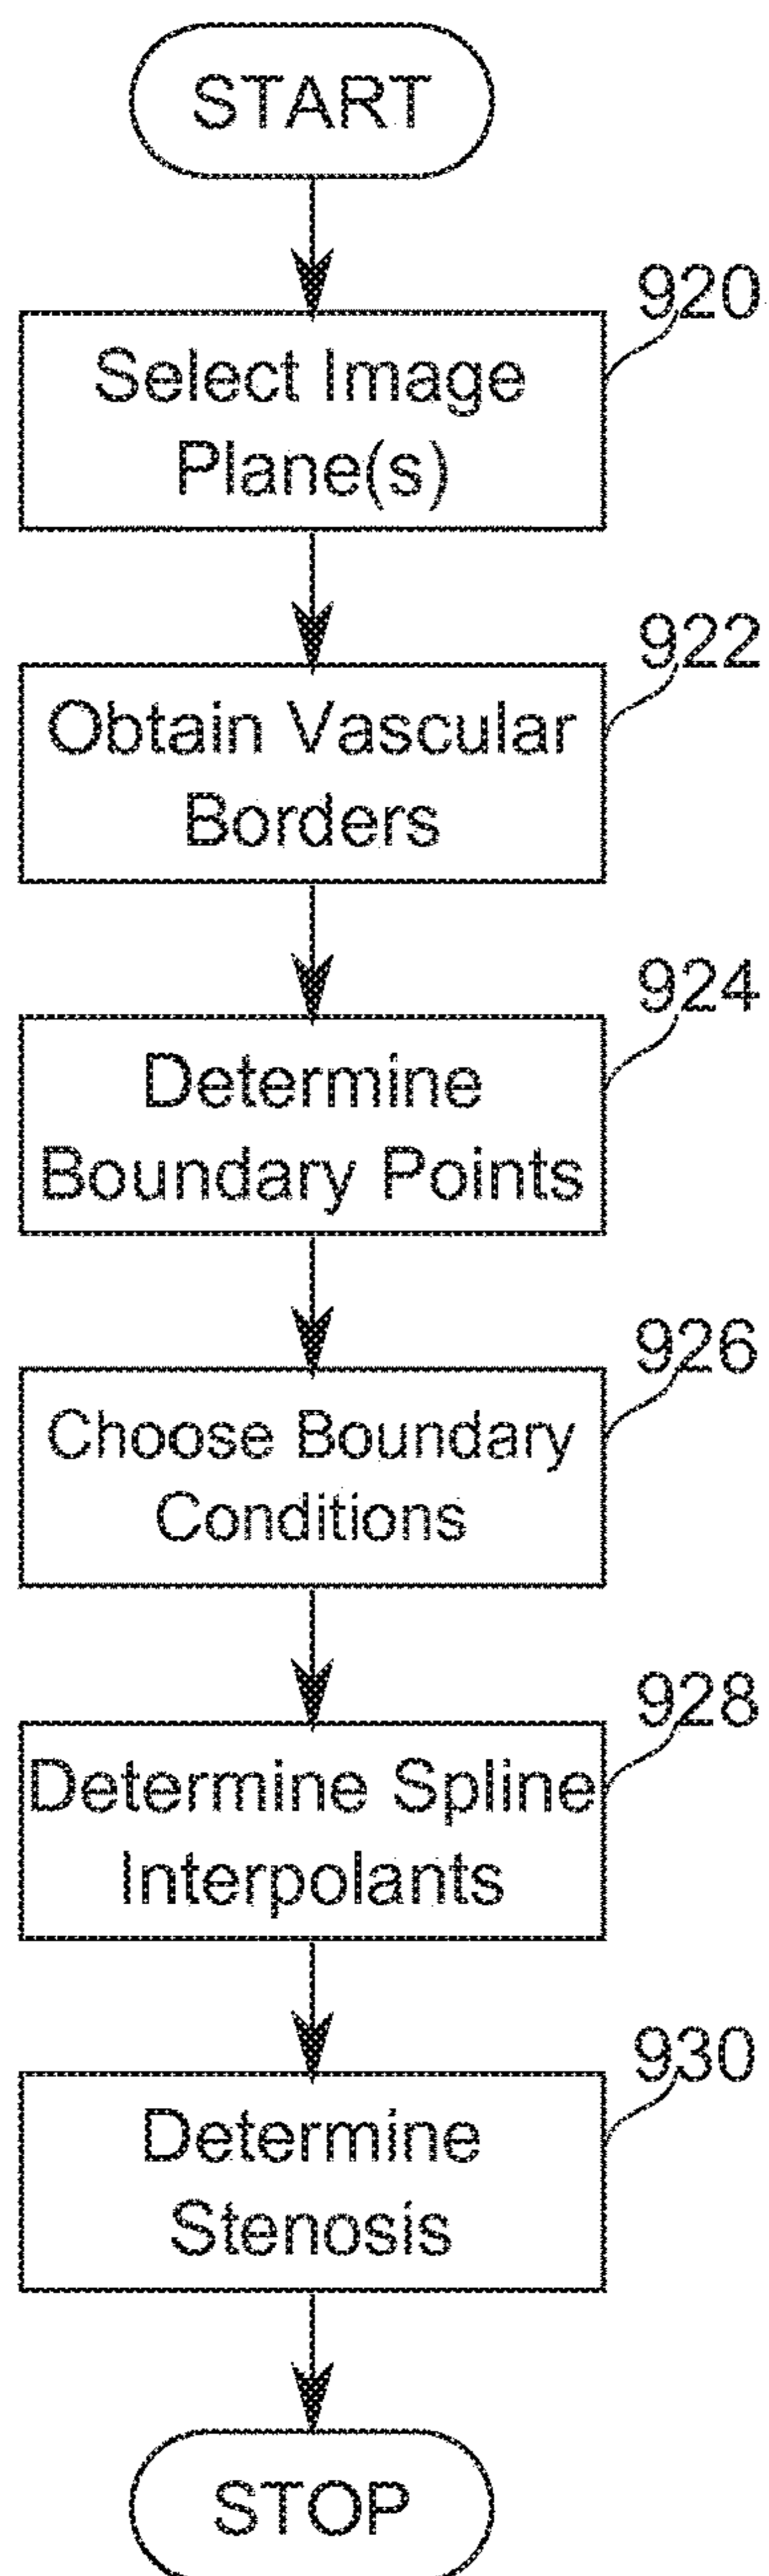 START
920
Select Image
Plane(s)
922
Obtain Vascular
Borders
924
Determine
Boundary Points
926
Choose Boundary
Conditions
928
Determine Spline
Interpolants
930
Determine
Stenosis
STOP